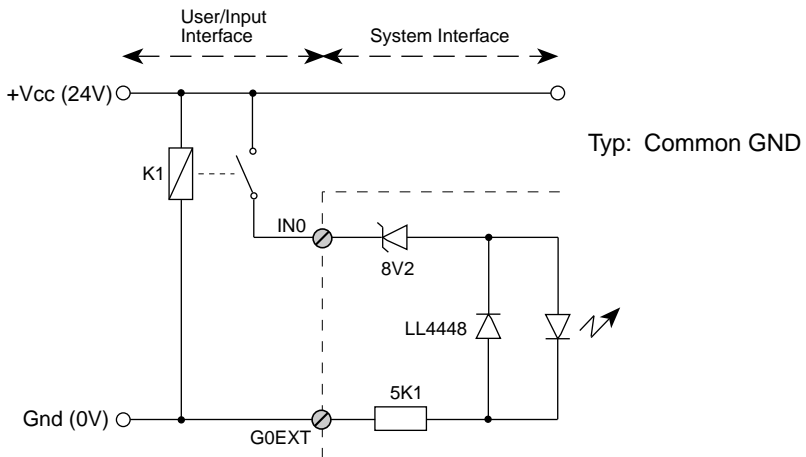 User/Input
Interface
System Interface
+Vcc (24V)
Typ: Common GND
K1
IN0
8V2
LL4448
5K1
Gnd (0V)
G0EXT